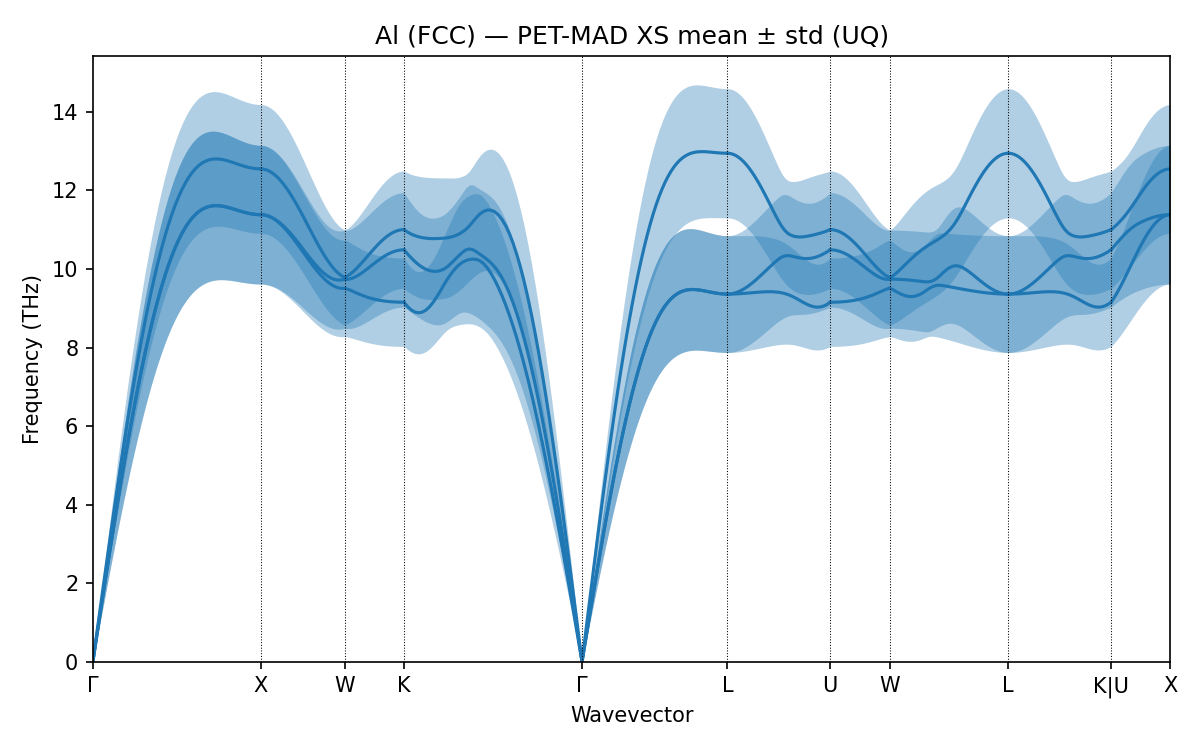 Al (FCC) — PET-MAD XS mean ± std (UQ)
Frequency (THz)
14
12
10
8
6
4
2
0
Γ X W K Γ L U W L K|U X
Wavevector